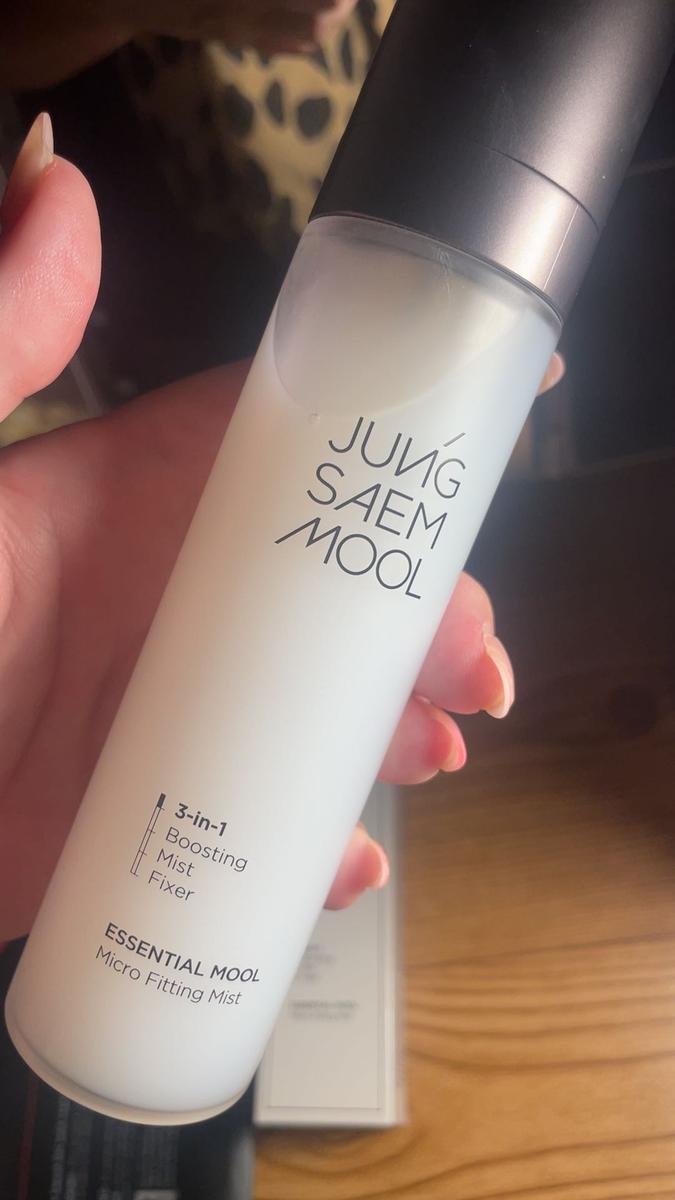 JUNG
SAEM
MOOL
3-in-1
Boosting
Mist
Fixer
ESSENTIAL MOOL
Micro Fitting Mist